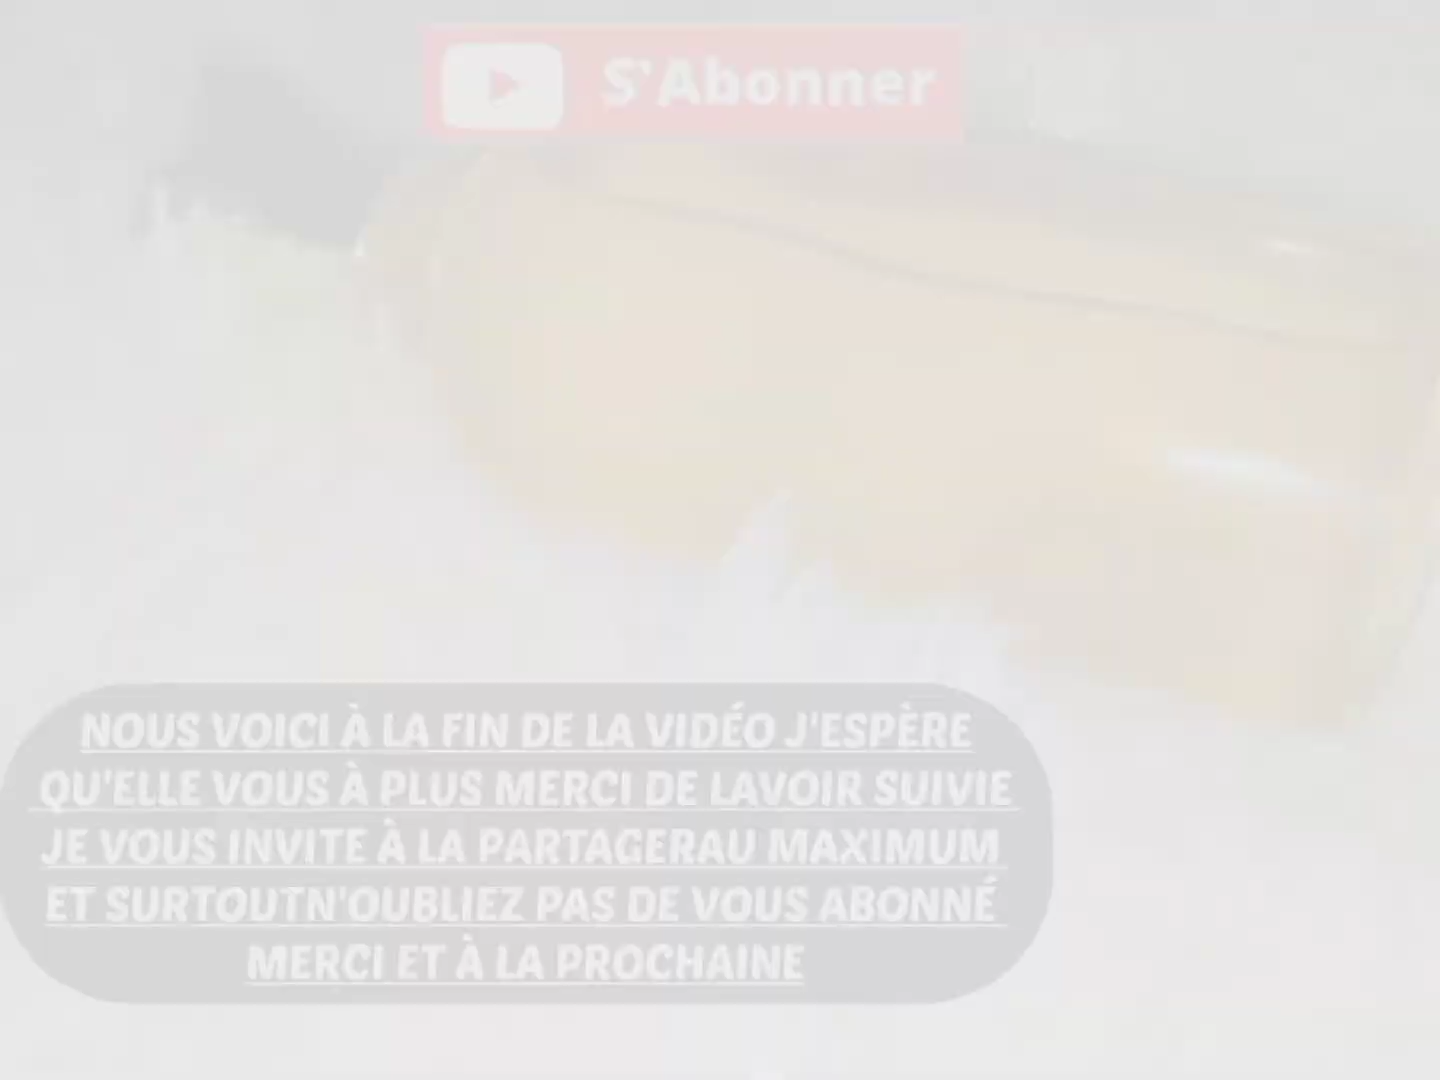 S'Abonner
NOUS VOICI À LA FIN DE LA VIDÉO J'ESPÈRE
QU'ELLE VOUS À PLUS MERCI DE LAVOIR SUIVIE
JE VOUS INVITE À LA PARTAGERAU MAXIMUM
ET SURTOUTN'OUBLIEZ PAS DE VOUS ABONNÉ
MERCI ET À LA PROCHAINE